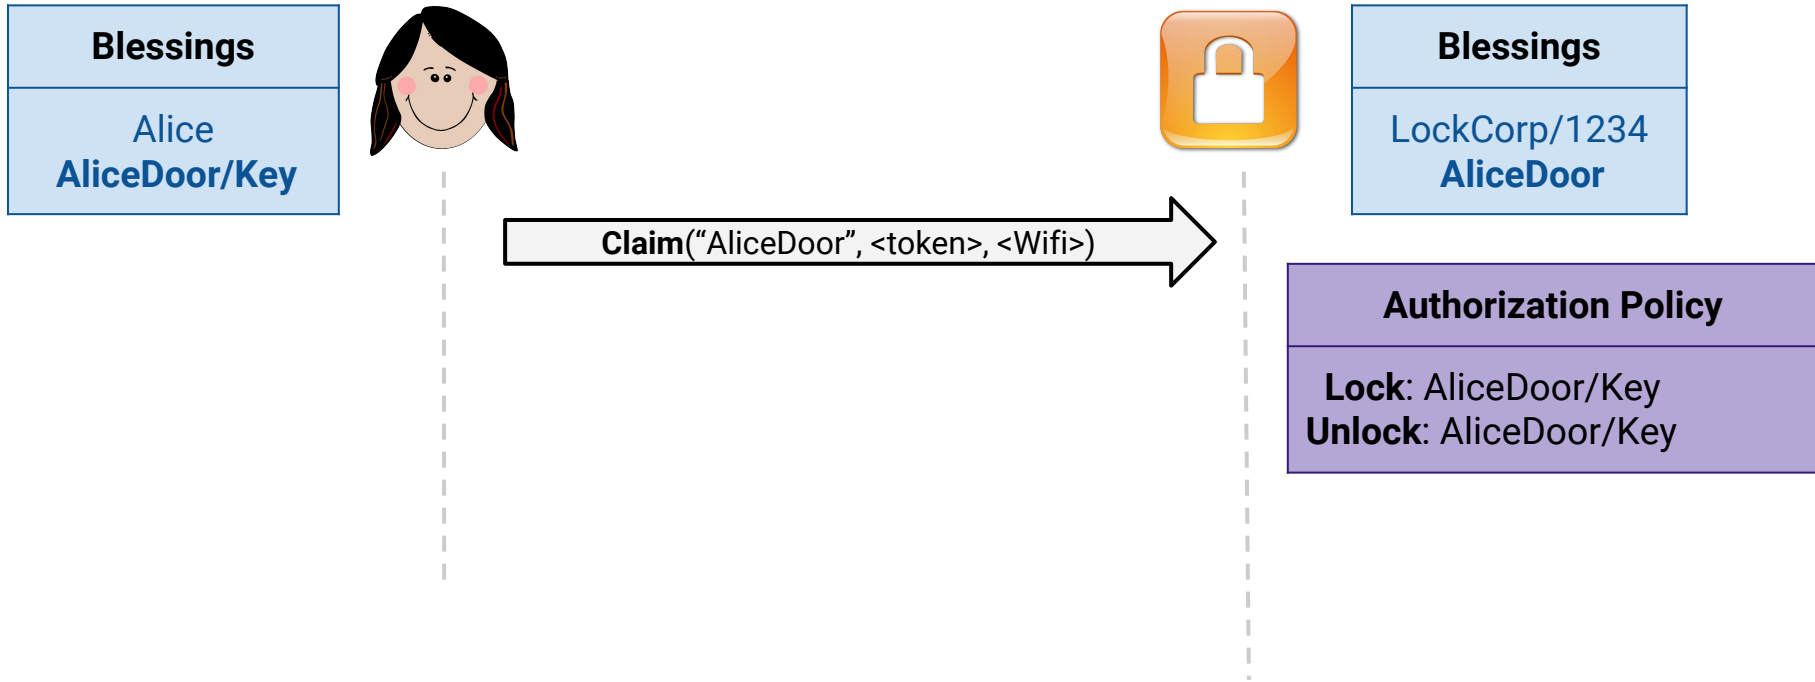 Blessings
Alice
AliceDoor/Key
Blessings
LockCorp/1234
AliceDoor
Claim(“AliceDoor”, <token>, <Wifi>)
Authorization Policy
Lock: AliceDoor/Key
Unlock: AliceDoor/Key